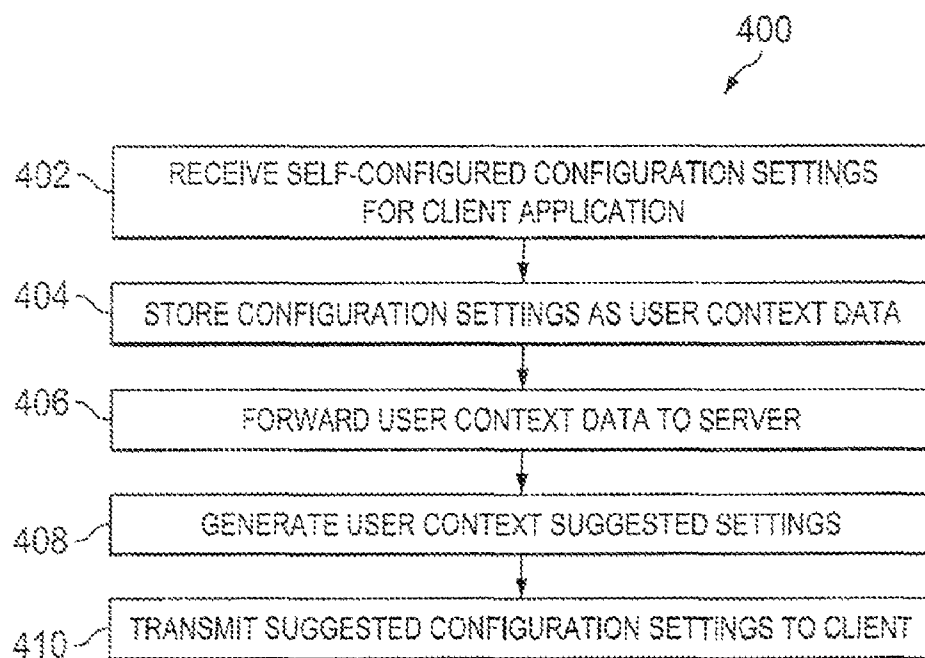 400
402
RECEIVE SELF-CONFIGURED CONFIGURATION SETTINGS
FOR CLIENT APPLICATION
404
STORE CONFIGURATION SETTINGS AS USER CONTEXT DATA
406
FORWARD USER CONTEXT DATA TO SERVER
408
GENERATE USER CONTEXT SUGGESTED SETTINGS
410
TRANSMIT SUGGESTED CONFIGURATION SETTINGS TO CLIENT